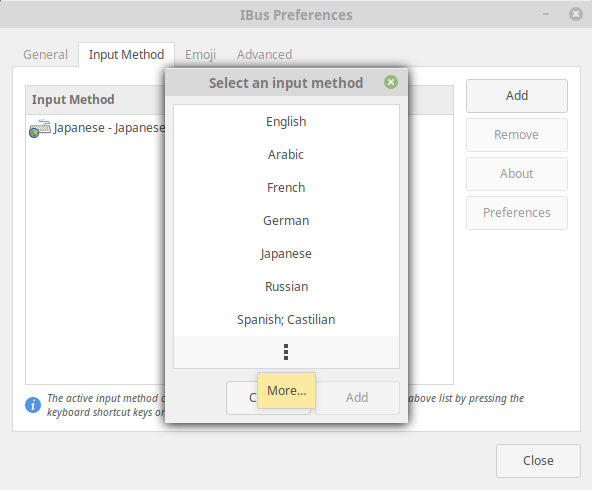 IBus Preferences
General Input Method Emoji Advanced
Select an input method
Input Method
Japanese - Japanese
English
Arabic
French
German
Japanese
Russian
Spanish; Castilian
More...
Add
Add
Remove
About
Preferences
The active input method above list by pressing the
keyboard shortcut keys
Close